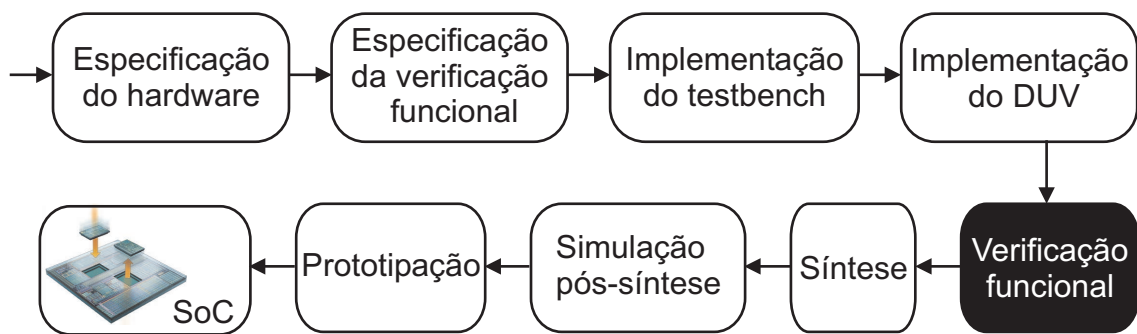 Especificação
do hardware
Especificação
da verificação
funcional
Implementação
do testbench
Implementação
do DUV
Verificação
funcional
Síntese
Simulação
pós-síntese
Prototipação
SoC